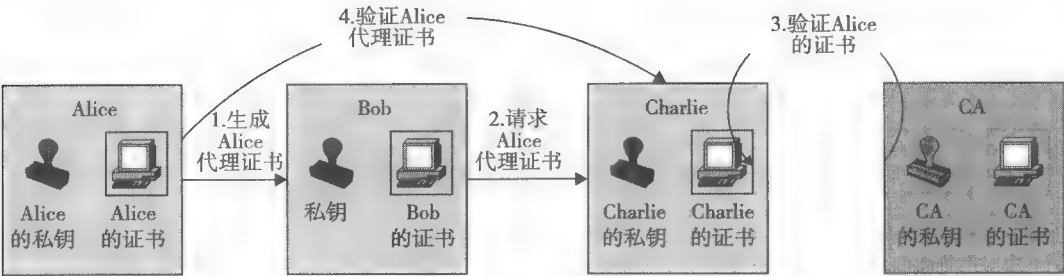 4.验证Alice
代理证书
3.验证Alice
的证书
Alice
1.生成
Alice
代理证书
Alice
的私钥
Alice
的证书
Bob
2.请求
Alice
代理证书
私钥
Bob
的证书
Charlie
Charlie
的私钥
Charlie
的证书
CA
CA
的私钥
CA
的证书